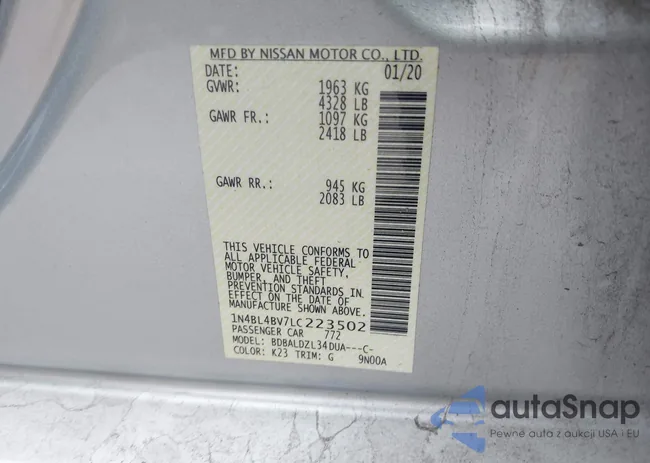 MFD BY NISSAN MOTOR CO., LTD.
DATE: 01/20
GVWR: 1963 KG
4328 LB
GAWR FR.: 1097 KG
2418 LB
GAWR RR.: 945 KG
2083 LB
THIS VEHICLE CONFORMS TO
ALL APPLICABLE FEDERAL
MOTOR VEHICLE SAFETY,
BUMPER, AND THEFT
PREVENTION STANDARDS IN
EFFECT ON THE DATE OF
MANUFACTURE SHOWN ABOVE.
1N4BL4BV7LC223502
PASSENGER CAR 772
MODEL: BDBALDZL34DUA---C-
COLOR: K23 TRIM: G 9N00A
autaSnap
Pewne auta z aukcji USA i EU